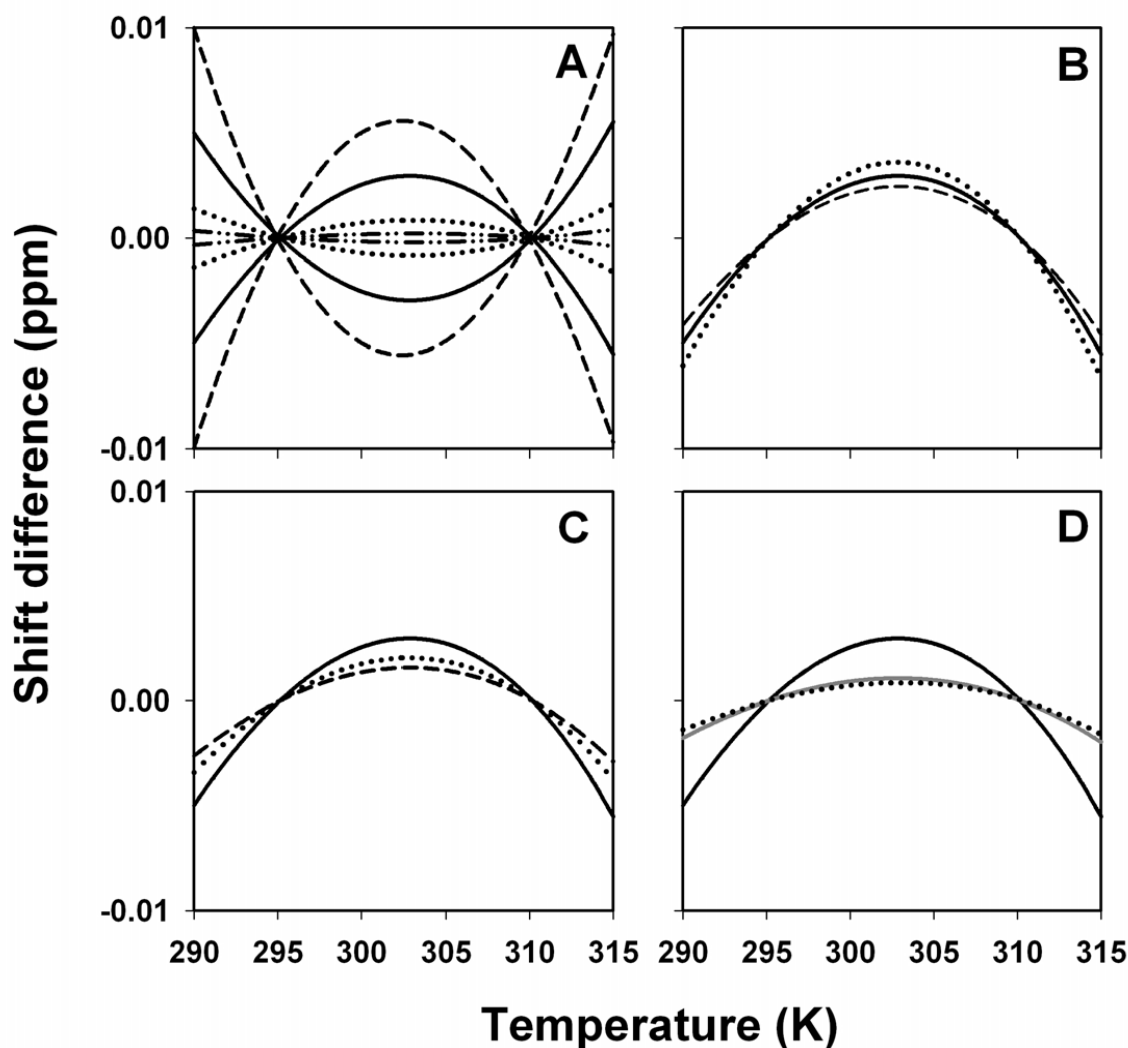 Shift difference (ppm)
0.01
0.00
-0.01
A
B
0.01
0.00
-0.01
C
D
290 295 300 305 310 315 290 295 300 305 310 315
Temperature (K)